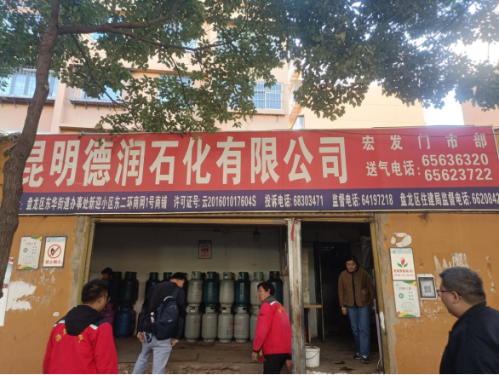 昆明德润石化有限公司
宏发门市部
送气电话：65636320
65623722
盘龙区东华街道办事处新迎小区东二环南网1号商铺 许可证号：云201601017604S 投诉电话：68303471 监督电话：64197218 盘龙区住建局监督电话：6620042